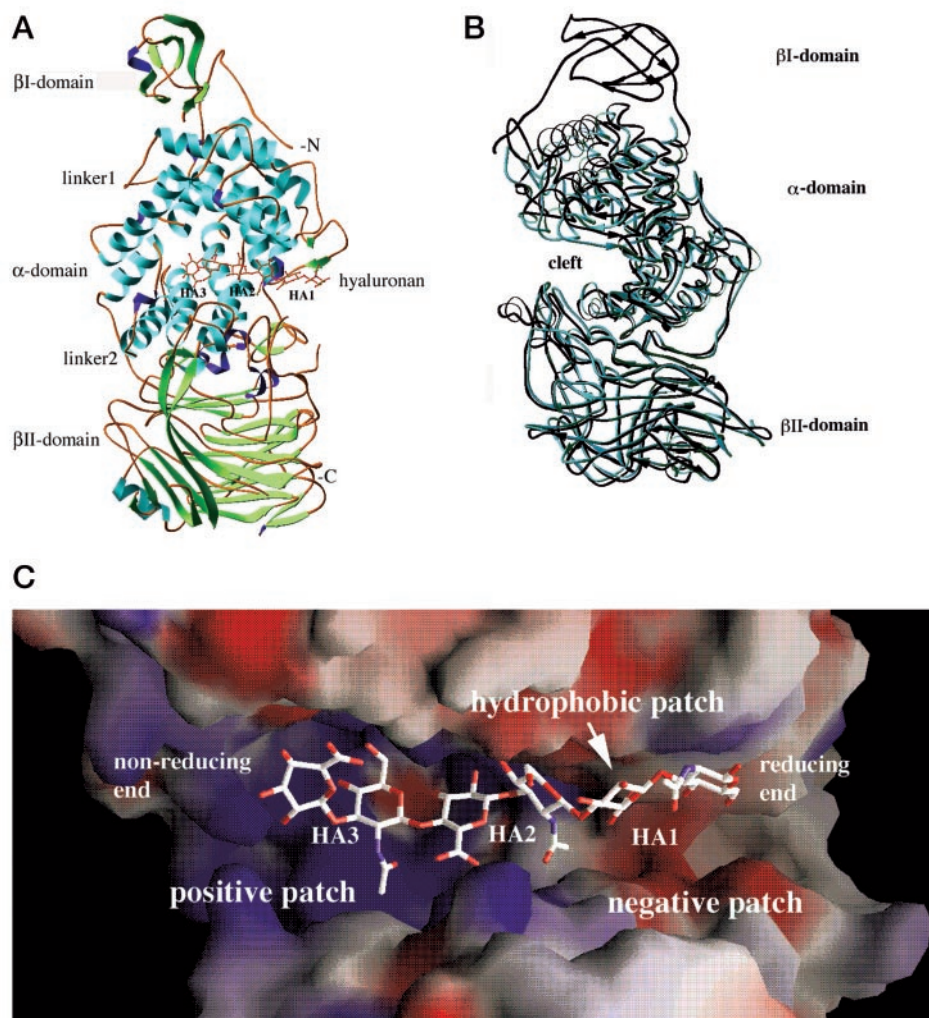 A
βI-domain
-N
linker1
α-domain
hyaluronan
HA3 HA2 HA1
linker2
βII-domain
-C
B
βI-domain
α-domain
cleft
βII-domain
C
hydrophobic patch
non-reducing
end
reducing
end
HA3
HA2
HA1
positive patch
negative patch